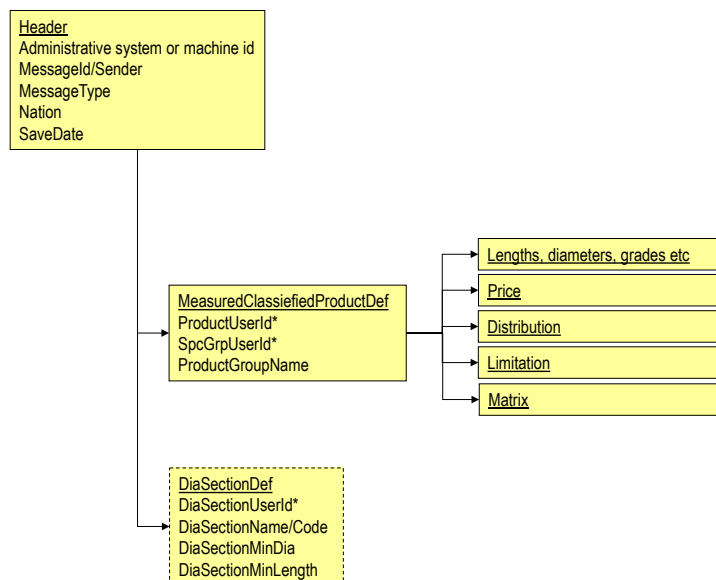 Header
Administrative system or machine id
MessageId/Sender
MessageType
Nation
SaveDate
MeasuredClassiefiedProductDef
ProductUserId*
SpcGrpUserId*
ProductGroupName
Lengths, diameters, grades etc
Price
Distribution
Limitation
Matrix
DiaSectionDef
DiaSectionUserId*
DiaSectionName/Code
DiaSectionMinDia
DiaSectionMinLength